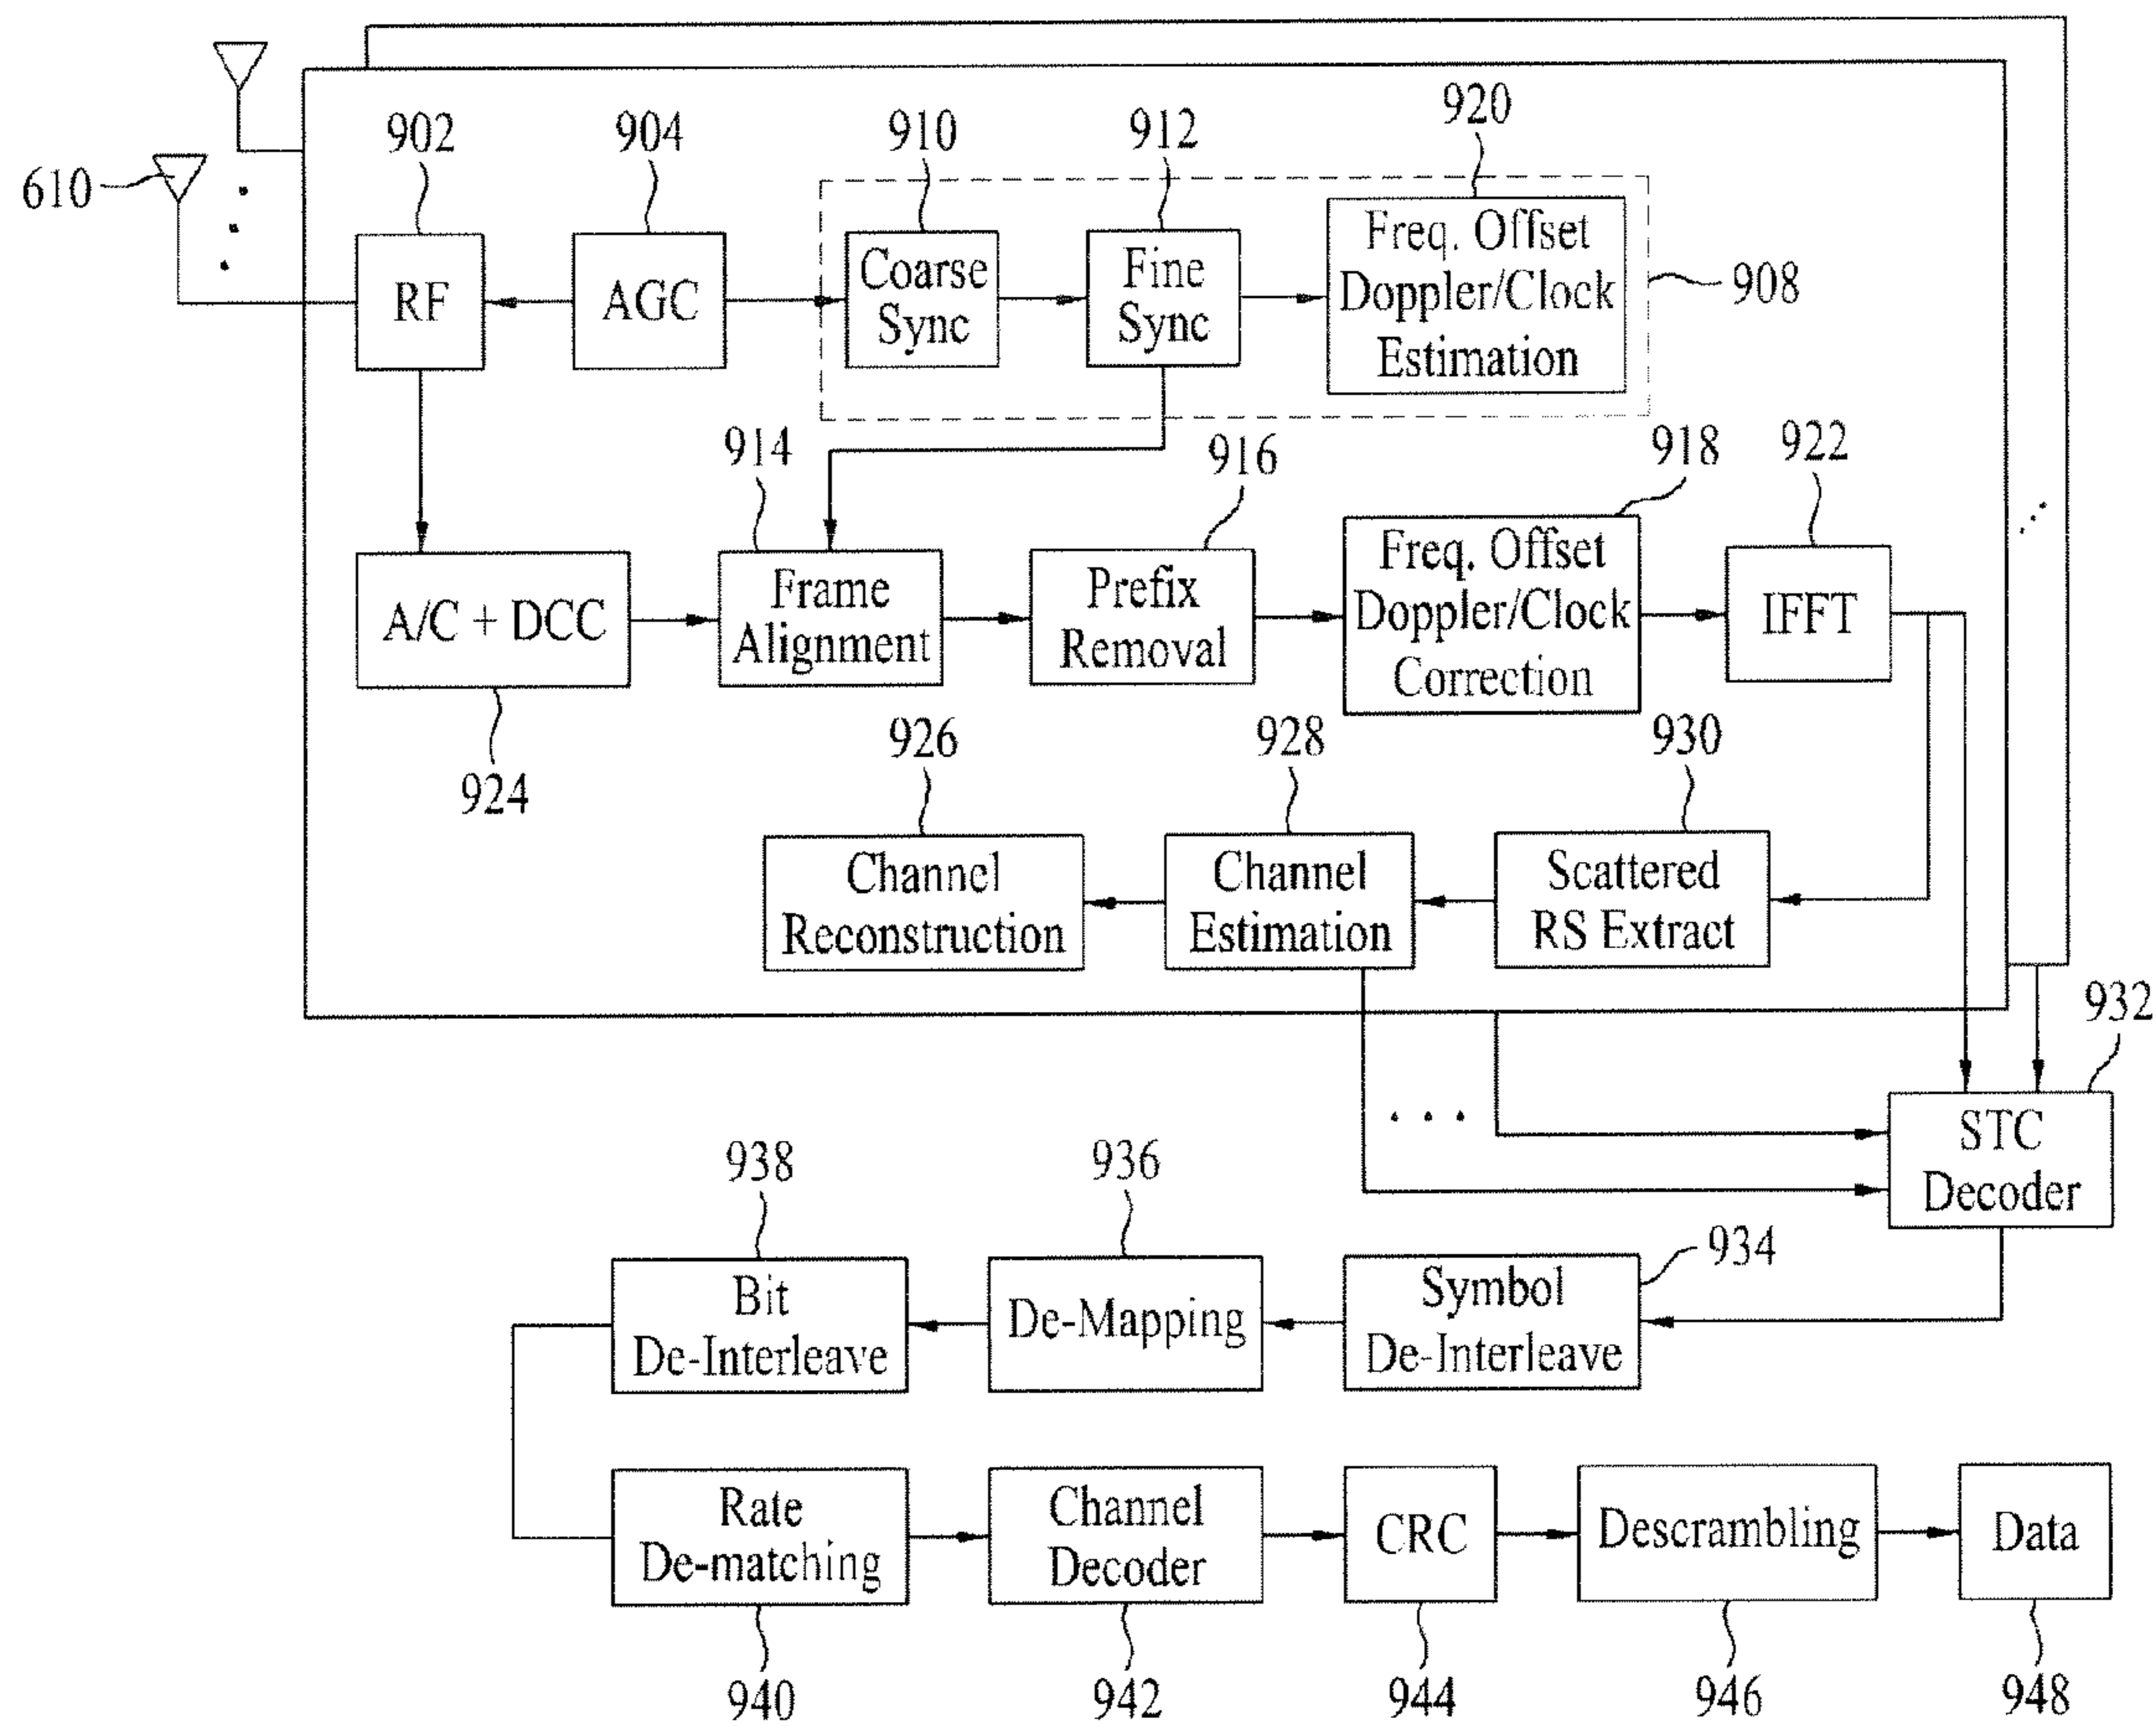 902
904
910
912
920
610
RF
AGC
Coarse
Sync
Fine
Sync
Freq. Offset
Doppler/Clock
Estimation
908
914
916
918
922
A/C + DCC
Frame
Alignment
Prefix
Removal
Freq. Offset
Doppler/Clock
Correction
IFFT
924
926
928
930
Channel
Reconstruction
Channel
Estimation
Scattered
RS Extract
932
STC
Decoder
938
936
934
Bit
De-Interleave
De-Mapping
Symbol
De-Interleave
Rate
De-matching
Channel
Decoder
CRC
Descrambling
Data
940
942
944
946
948